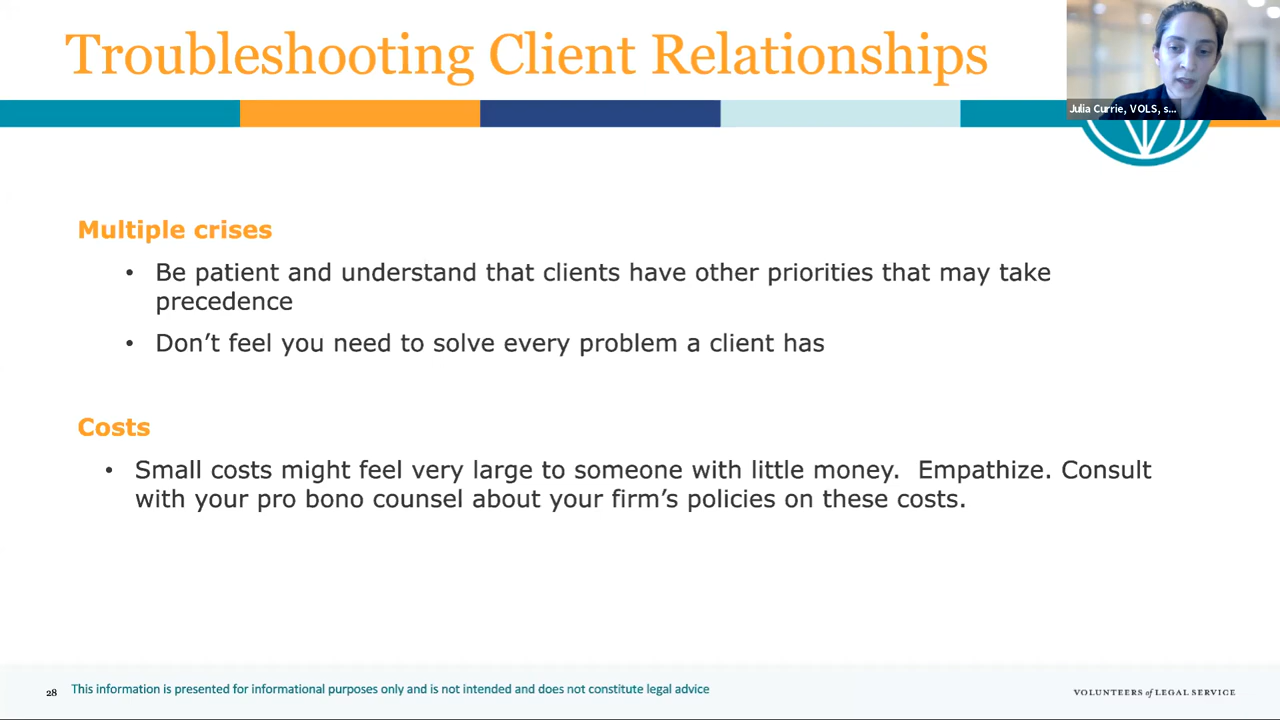 Troubleshooting Client Relationships
Julia Currie, VOLS, s...
Multiple crises
• Be patient and understand that clients have other priorities that may take
precedence
• Don’t feel you need to solve every problem a client has
Costs
• Small costs might feel very large to someone with little money.  Empathize. Consult
with your pro bono counsel about your firm’s policies on these costs.
28
This information is presented for informational purposes only and is not intended and does not constitute legal advice
VOLUNTEERS of LEGAL SERVICE